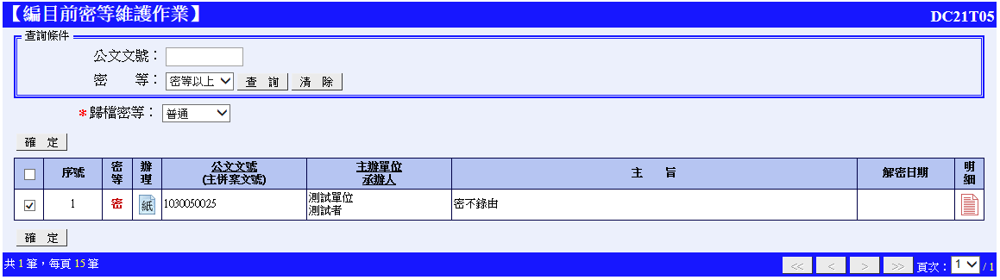 【編目前密等維護作業】 DC21T05
查詢條件
公文文號：
密　　等： 密等以上 查　詢 清　除
*歸檔密等： 普通
確　定
序號 密等 辦理 公文文號 (主併案文號) 主辦單位 承辦人 主　　旨 解密日期 明細
1 密 紙 1030050025 測試單位 測試者 密不錄由
確　定
共 1 筆，每頁 15 筆 << < > >> 頁次： 1 / 1